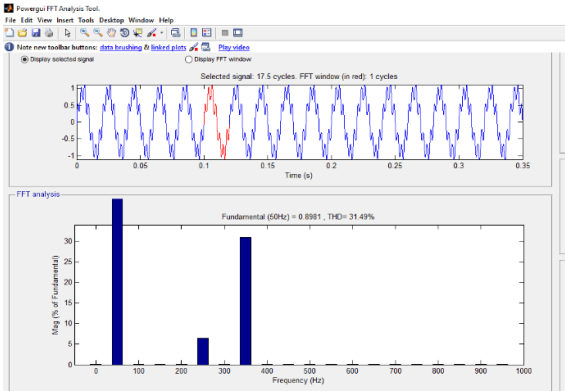 Powergui FFT Analysis Tool.
File Edit View Insert Tools Desktop Window Help
Note new toolbar buttons: data brushing & linked plots Play video
Display selected signal Display FFT window
Selected signal: 17.5 cycles. FFT window (in red): 1 cycles
1
0.5
0
-0.5
-1
0 0.05 0.1 0.15 0.2 0.25 0.3 0.35
Time (s)
FFT analysis
Fundamental (50Hz) = 0.8981 , THD= 31.49%
Mag (% of Fundamental)
30
25
20
15
10
5
0
0 100 200 300 400 500 600 700 800 900 1000
Frequency (Hz)